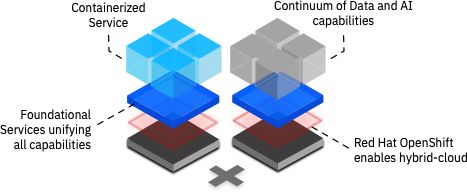 Containerized
Service
Continuum of Data and AI
capabilities
Foundational
Services unifying
all capabilities
Red Hat OpenShift
enables hybrid-cloud